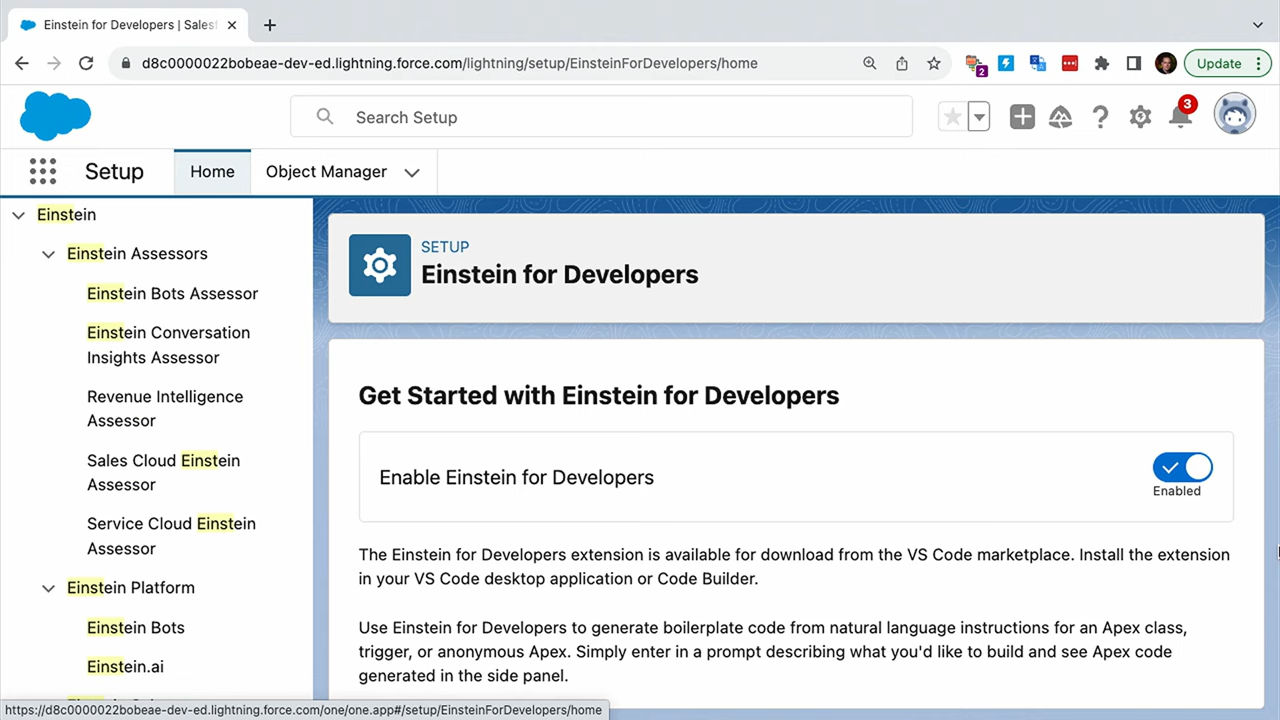 Einstein for Developers | Salesf
d8c0000022bobeae-dev-ed.lightning.force.com/lightning/setup/EinsteinForDevelopers/home
2
Update
Search Setup
3
Setup
Home
Object Manager
Einstein
Einstein Assessors
Einstein Bots Assessor
Einstein Conversation
Insights Assessor
Revenue Intelligence
Assessor
Sales Cloud Einstein
Assessor
Service Cloud Einstein
Assessor
Einstein Platform
Einstein Bots
Einstein.ai
SETUP
Einstein for Developers
Get Started with Einstein for Developers
Enable Einstein for Developers
Enabled
The Einstein for Developers extension is available for download from the VS Code marketplace. Install the extension
in your VS Code desktop application or Code Builder.
Use Einstein for Developers to generate boilerplate code from natural language instructions for an Apex class,
trigger, or anonymous Apex. Simply enter in a prompt describing what you'd like to build and see Apex code
generated in the side panel.
https://d8c0000022bobeae-dev-ed.lightning.force.com/one/one.app#/setup/EinsteinForDevelopers/home